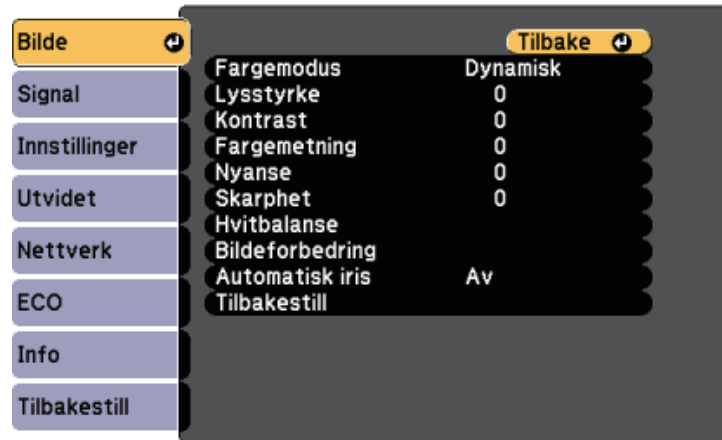 Bilde
Signal
Innstillinger
Utvidet
Nettverk
ECO
Info
Tilbakestill
Tilbake
Fargemodus Dynamisk
Lysstyrke 0
Kontrast 0
Fargemetning 0
Nyanse 0
Skarphet 0
Hvitbalanse
Bildeforbedring
Automatisk iris Av
Tilbakestill